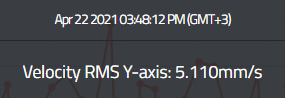 Apr 22 2021 03:48:12 PM (GMT+3)
Velocity RMS Y-axis: 5.110mm/s